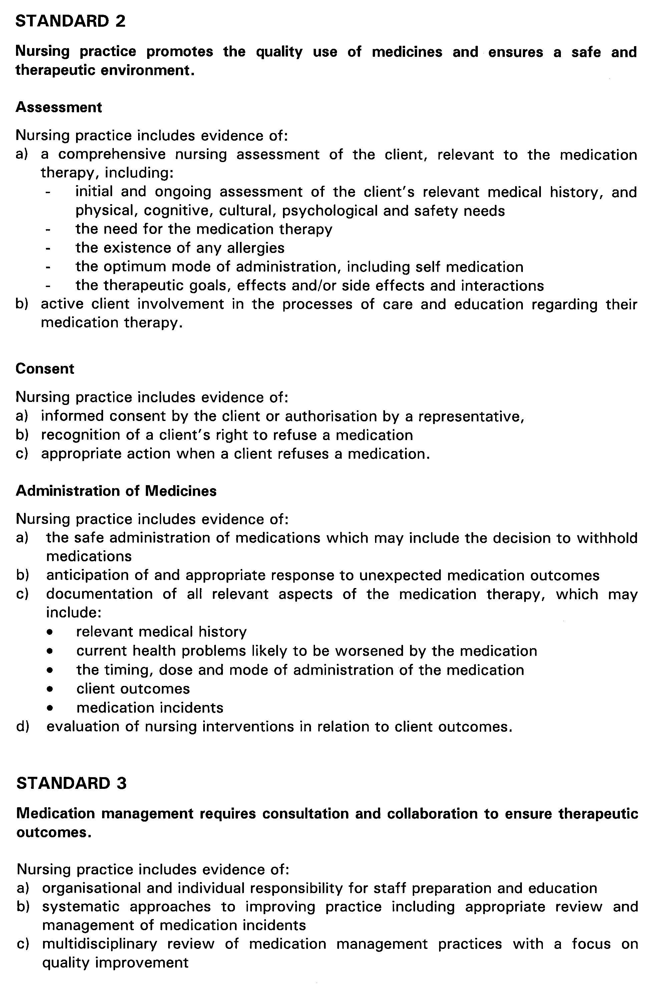 STANDARD 2
Nursing practice promotes the quality use of medicines and ensures a safe and
therapeutic environment.
Assessment
Nursing practice includes evidence of:
a) a comprehensive nursing assessment of the client, relevant to the medication
therapy, including:
- initial and ongoing assessment of the client's relevant medical history, and
physical, cognitive, cultural, psychological and safety needs
- the need for the medication therapy
- the existence of any allergies
- the optimum mode of administration, including self medication
- the therapeutic goals, effects and/or side effects and interactions
b) active client involvement in the processes of care and education regarding their
medication therapy.
Consent
Nursing practice includes evidence of:
a) informed consent by the client or authorisation by a representative,
b) recognition of a client's right to refuse a medication
c) appropriate action when a client refuses a medication.
Administration of Medicines
Nursing practice includes evidence of:
a) the safe administration of medications which may include the decision to withhold
medications
b) anticipation of and appropriate response to unexpected medication outcomes
c) documentation of all relevant aspects of the medication therapy, which may
include:
• relevant medical history
• current health problems likely to be worsened by the medication
• the timing, dose and mode of administration of the medication
• client outcomes
• medication incidents
d) evaluation of nursing interventions in relation to client outcomes.
STANDARD 3
Medication management requires consultation and collaboration to ensure therapeutic
outcomes.
Nursing practice includes evidence of:
a) organisational and individual responsibility for staff preparation and education
b) systematic approaches to improving practice including appropriate review and
management of medication incidents
c) multidisciplinary review of medication management practices with a focus on
quality improvement